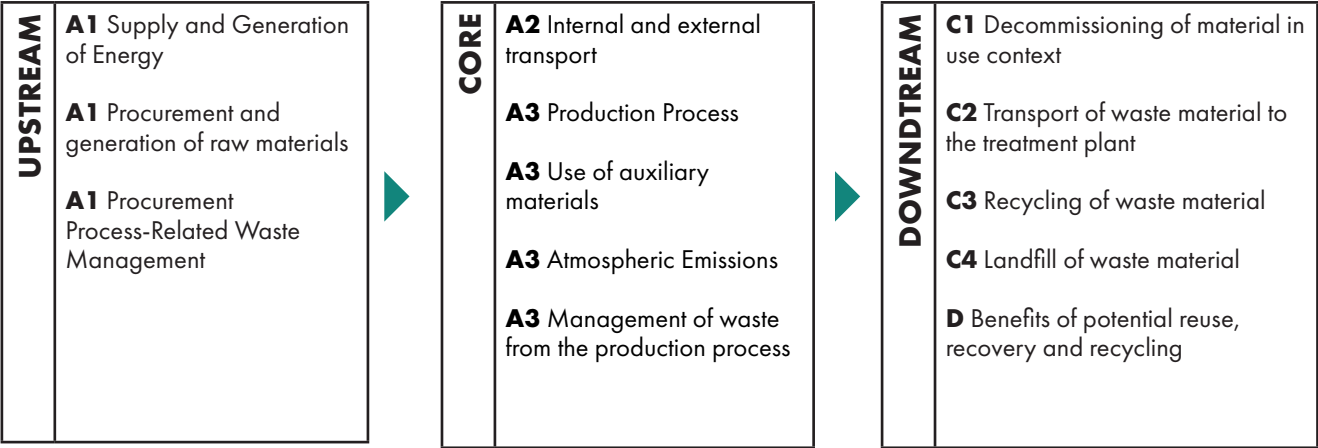 UPSTREAM
A1 Supply and Generation
of Energy
A1 Procurement and
generation of raw materials
A1 Procurement
Process-Related Waste
Management
CORE
A2 Internal and external
transport
A3 Production Process
A3 Use of auxiliary
materials
A3 Atmospheric Emissions
A3 Management of waste
from the production process
DOWNDTREAM
C1 Decommissioning of material in
use context
C2 Transport of waste material to
the treatment plant
C3 Recycling of waste material
C4 Landfill of waste material
D Benefits of potential reuse,
recovery and recycling